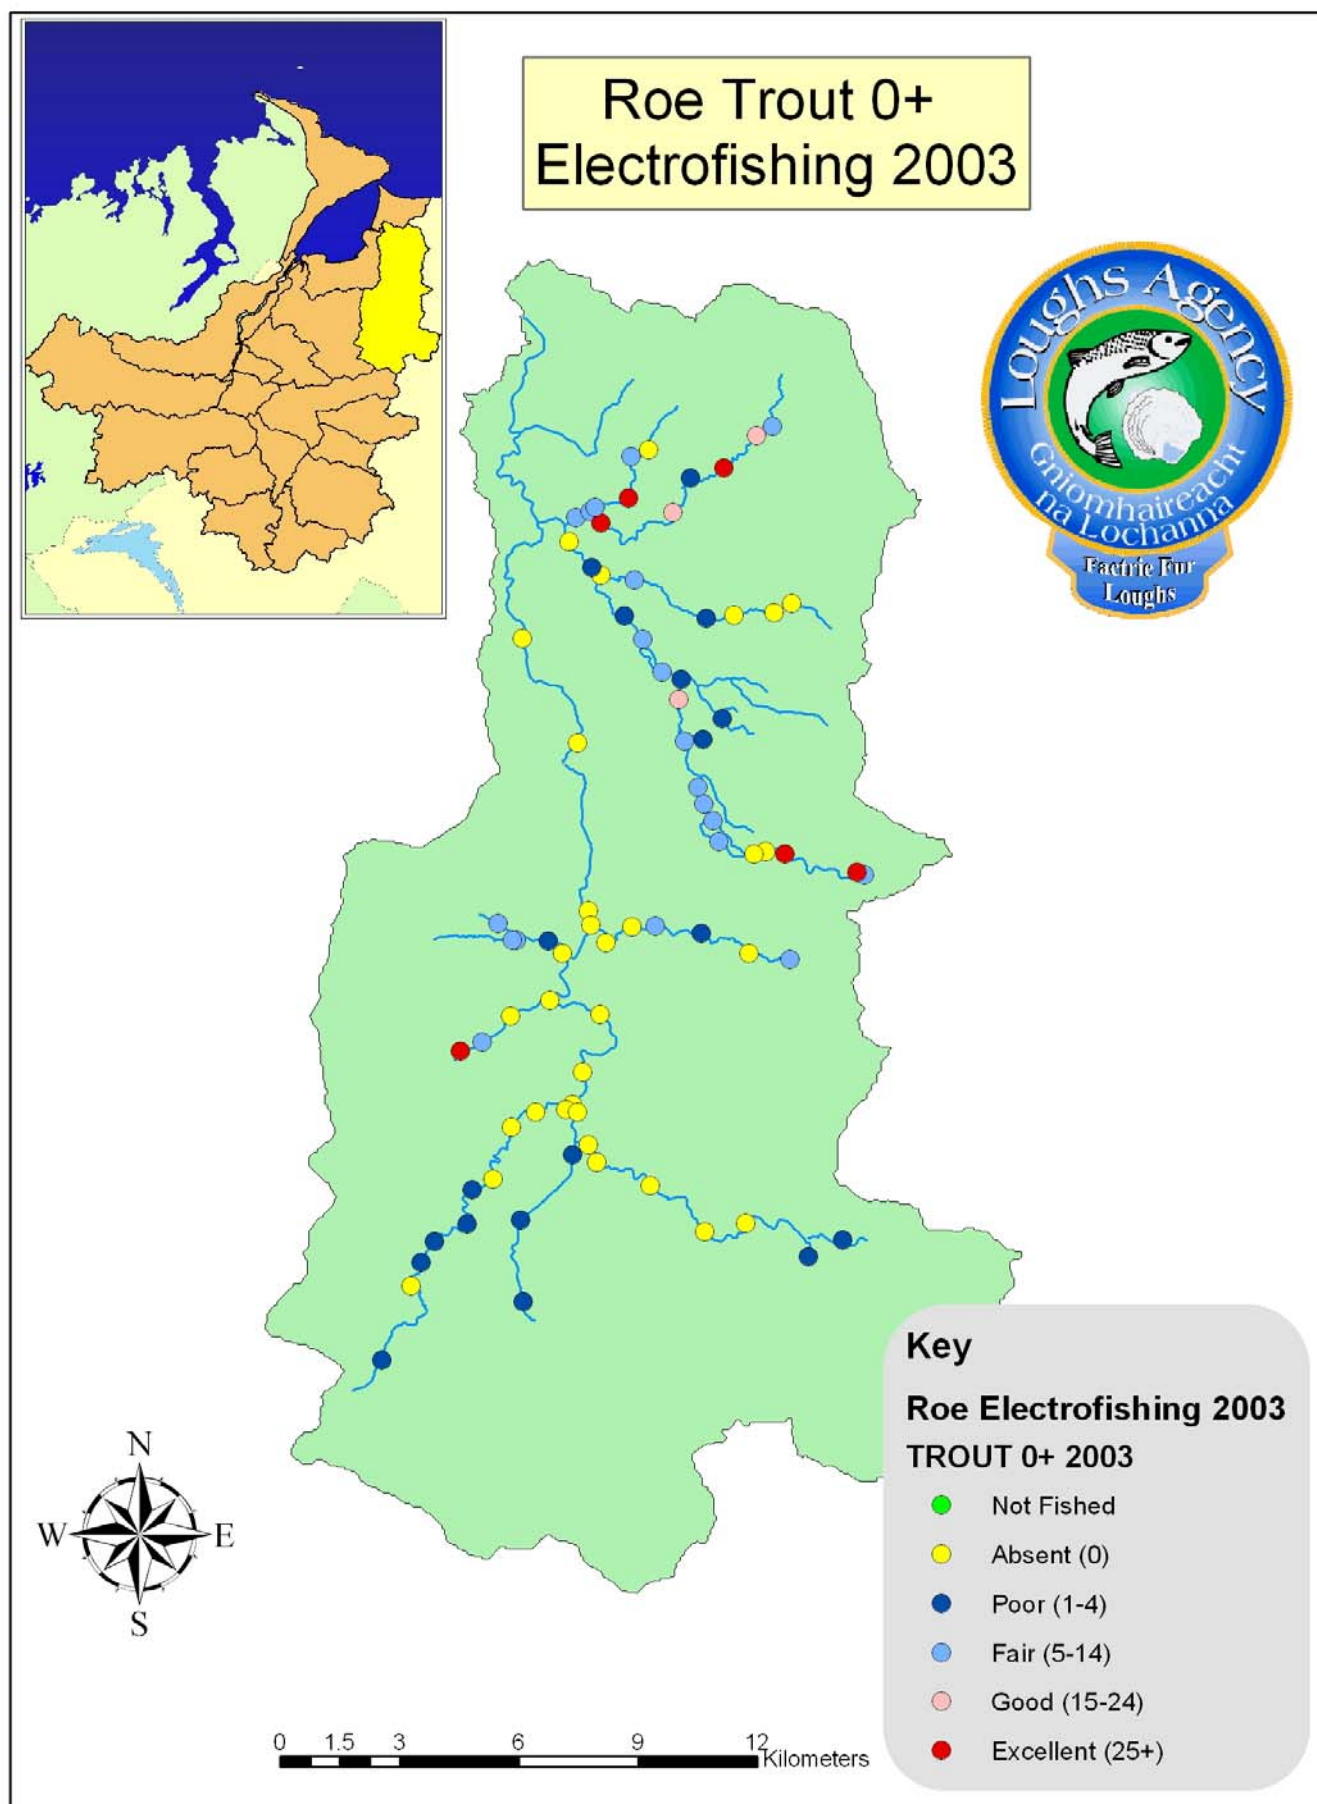 Roe Trout 0+
Electrofishing 2003
Loughs Agency
Gníomhaireacht
na Lochanna
Factrie Fur
Loughs
Key
Roe Electrofishing 2003
TROUT 0+ 2003
Not Fished
Absent (0)
Poor (1-4)
Fair (5-14)
Good (15-24)
Excellent (25+)
N
W E
S
0 1.5 3 6 9 12
Kilometers